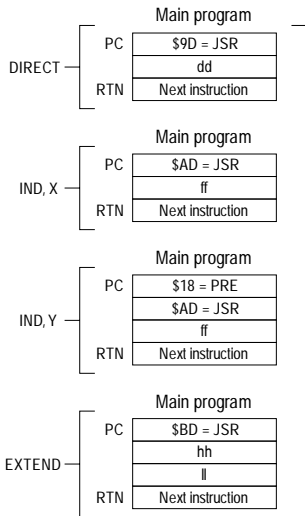 Main program
PC $9D = JSR
DIRECT dd
RTN Next instruction
Main program
PC $AD = JSR
IND, X ff
RTN Next instruction
Main program
PC $18 = PRE
$AD = JSR
IND, Y ff
RTN Next instruction
Main program
PC $BD = JSR
hh
EXTEND ll
RTN Next instruction